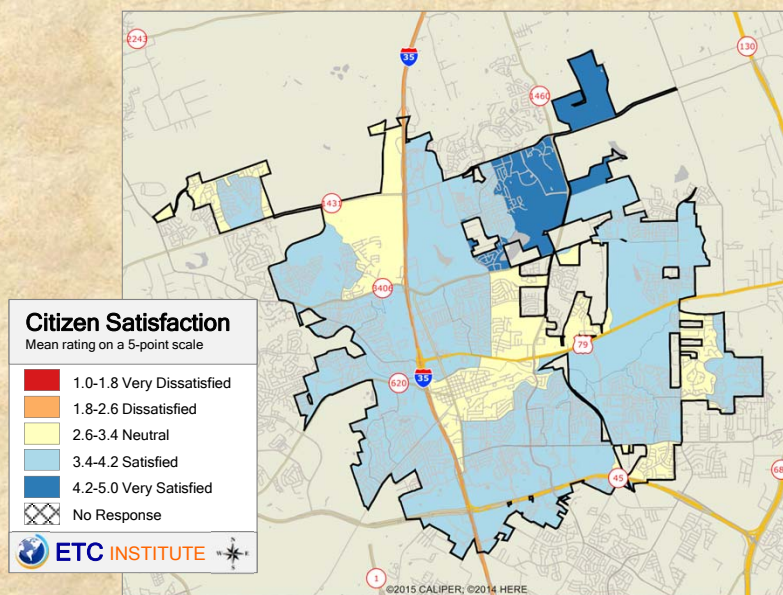 2243
35
130
1460
1431
3406
79
620
35
45
1
Citizen Satisfaction
Mean rating on a 5-point scale
1.0-1.8 Very Dissatisfied
1.8-2.6 Dissatisfied
2.6-3.4 Neutral
3.4-4.2 Satisfied
4.2-5.0 Very Satisfied
No Response
ETC INSTITUTE
©2015 CALIPER; ©2014 HERE